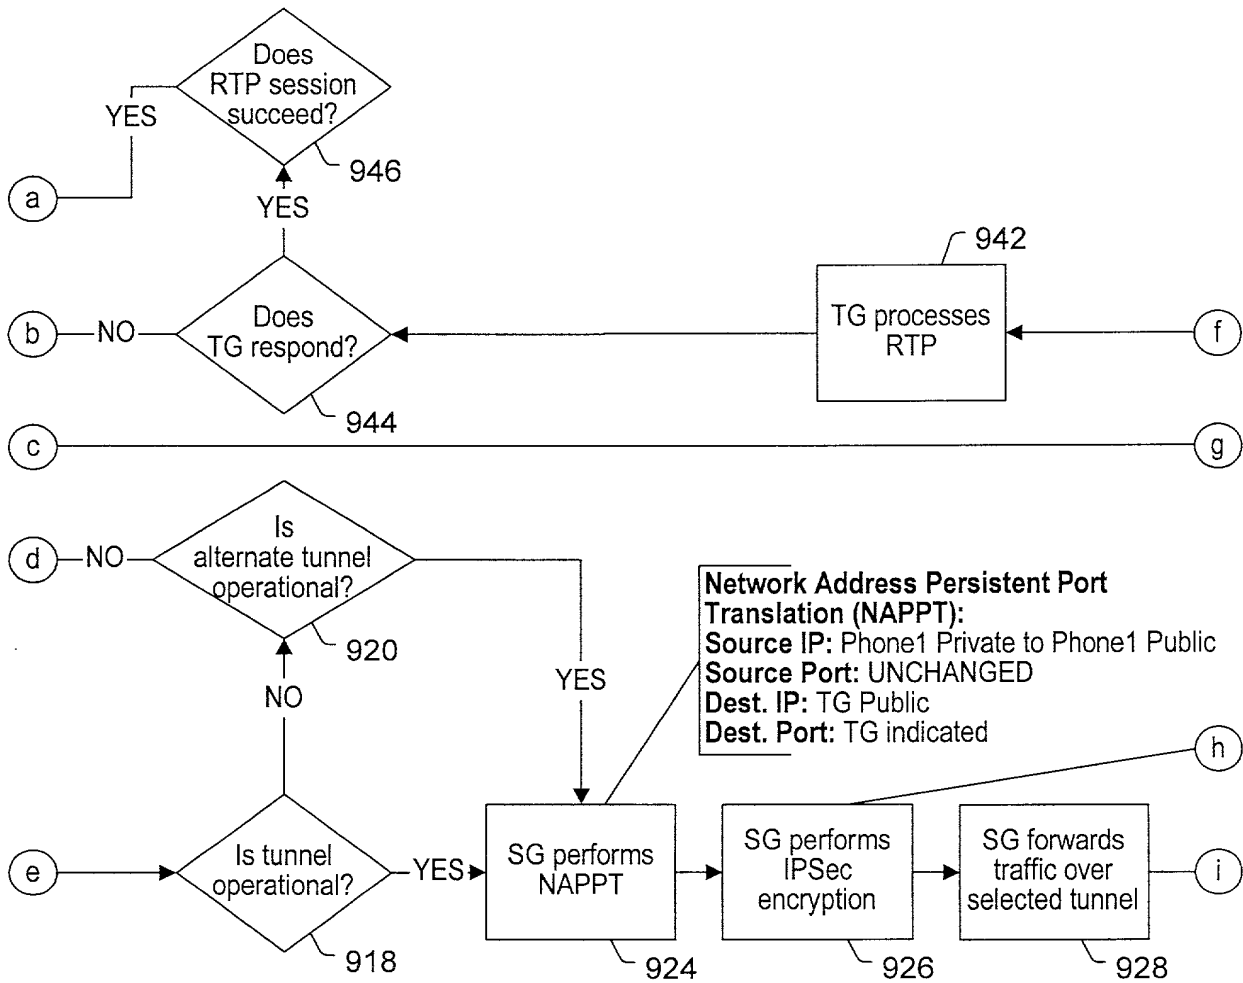 Does
RTP session
succeed?
YES
946
a
YES
942
b
NO
Does
TG respond?
TG processes
RTP
f
944
c
g
Is
alternate tunnel
operational?
d
NO
920
Network Address Persistent Port
Translation (NAPPT):
Source IP: Phone1 Private to Phone1 Public
Source Port: UNCHANGED
Dest. IP: TG Public
Dest. Port: TG indicated
YES
NO
h
e
Is tunnel
operational?
YES
SG performs
NAPPT
SG performs
IPSec
encryption
SG forwards
traffic over
selected tunnel
i
918
924
926
928